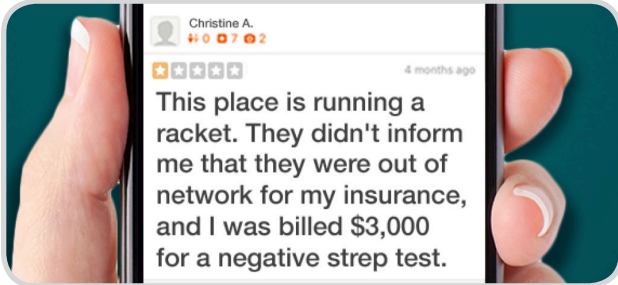 Christine A.
0 7 2
4 months ago
This place is running a
racket. They didn't inform
me that they were out of
network for my insurance,
and I was billed $3,000
for a negative strep test.